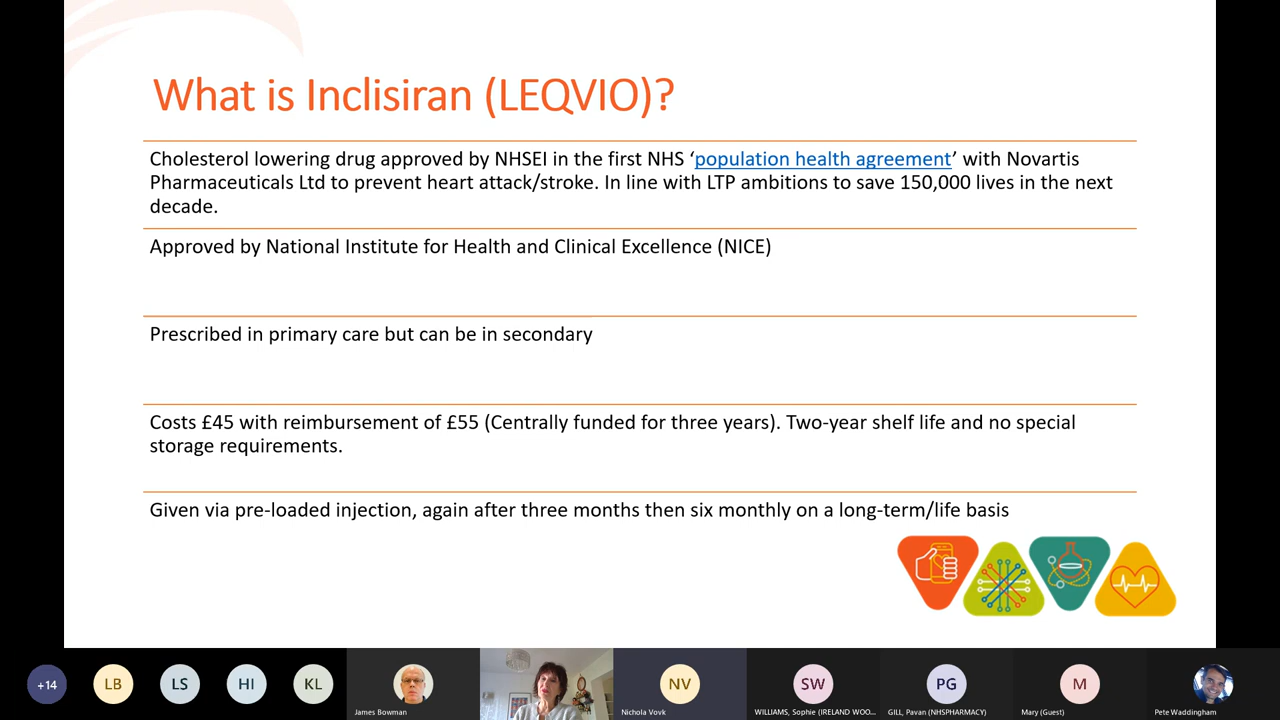 What is Inclisiran (LEQVIO)?
Cholesterol lowering drug approved by NHSEI in the first NHS ‘population health agreement’ with Novartis
Pharmaceuticals Ltd to prevent heart attack/stroke. In line with LTP ambitions to save 150,000 lives in the next
decade.
Approved by National Institute for Health and Clinical Excellence (NICE)
Prescribed in primary care but can be in secondary
Costs £45 with reimbursement of £55 (Centrally funded for three years). Two-year shelf life and no special
storage requirements.
Given via pre-loaded injection, again after three months then six monthly on a long-term/life basis
+14
LB
LS
HI
KL
James Bowman
NV
Nichola Vovk
SW
WILLIAMS, Sophie (IRELAND WOO...
PG
GILL, Pavan (NHSPHARMACY)
M
Mary (Guest)
Pete Waddingham